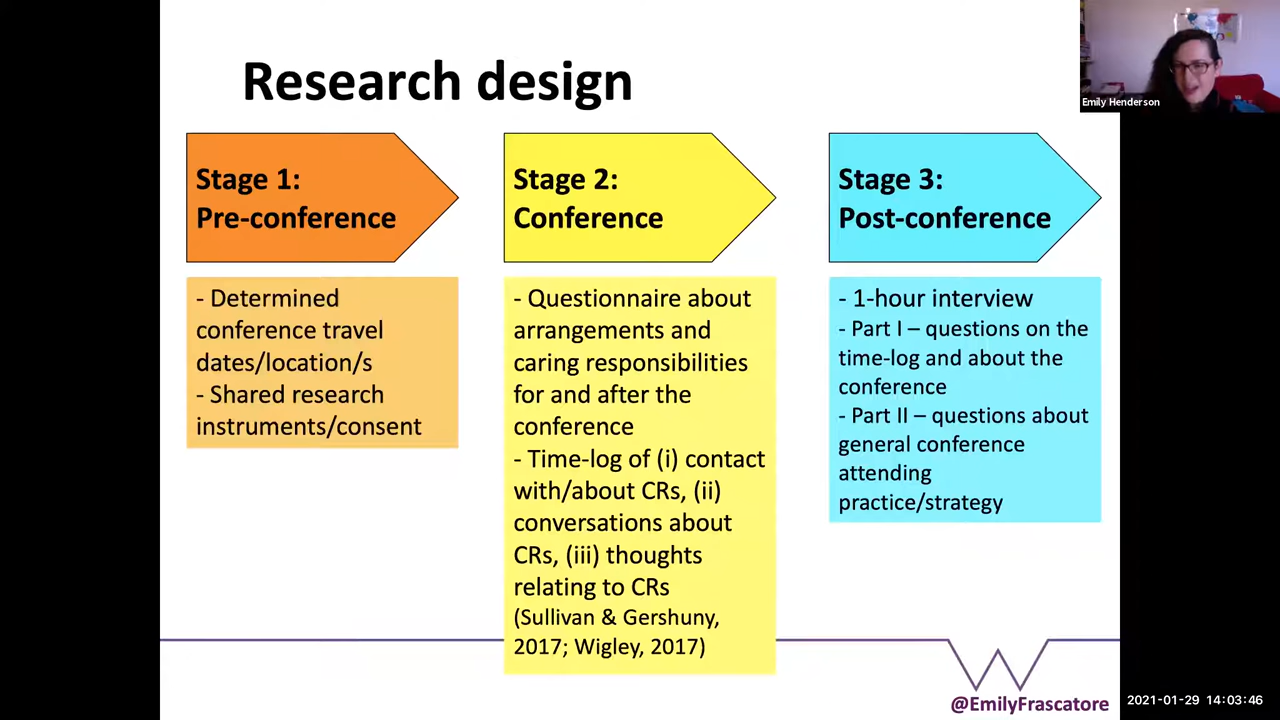 Research design
Stage 1:
Pre-conference
- Determined
conference travel
dates/location/s
- Shared research
instruments/consent
Stage 2:
Conference
- Questionnaire about
arrangements and
caring responsibilities
for and after the
conference
- Time-log of (i) contact
with/about CRs, (ii)
conversations about
CRs, (iii) thoughts
relating to CRs
(Sullivan & Gershuny,
2017; Wigley, 2017)
Stage 3:
Post-conference
- 1-hour interview
- Part I – questions on the
time-log and about the
conference
- Part II – questions about
general conference
attending
practice/strategy
Emily Henderson
@EmilyFrascatore
2021-01-29 14:03:46